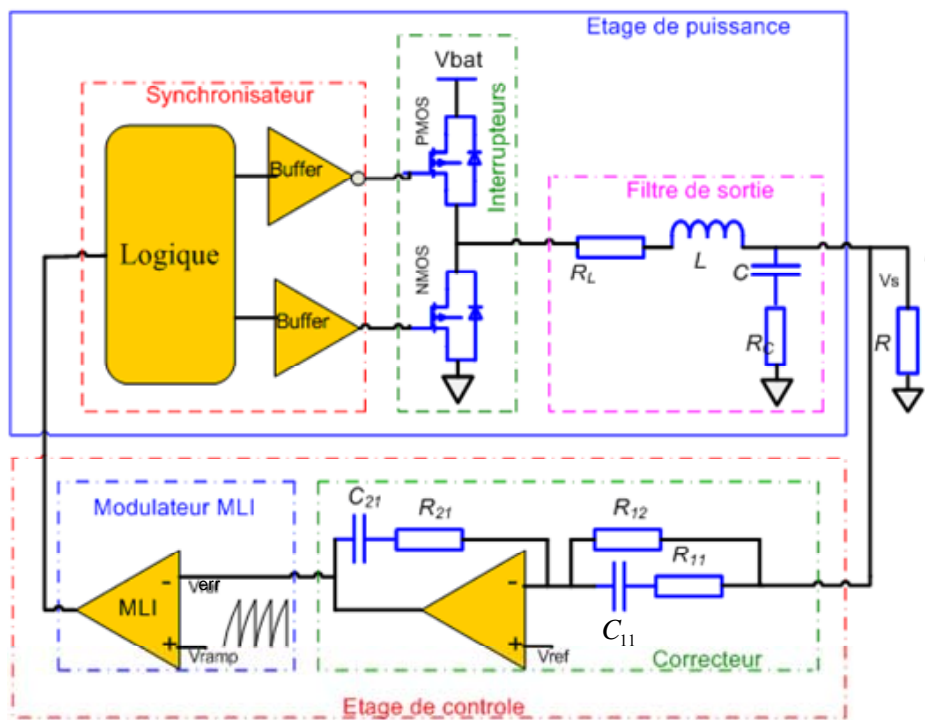 Etage de puissance
Synchronisateur
Logique
Buffer
Buffer
Vbat
PMOS
NMOS
Interrupteurs
Filtre de sortie
R_L
L
C
R_C
Vs
R
Modulateur MLI
MLI
-
+
Verr
Vramp
C_21
R_21
R_12
R_11
C_11
-
+
Vref
Correcteur
Etage de controle